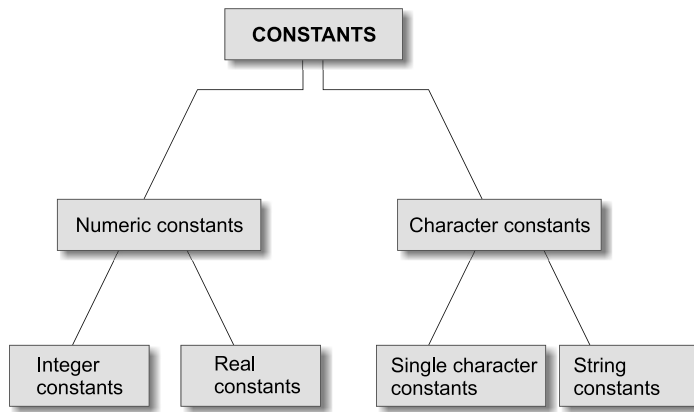 CONSTANTS
Numeric constants
Character constants
Integer
constants
Real
constants
Single character
constants
String
constants